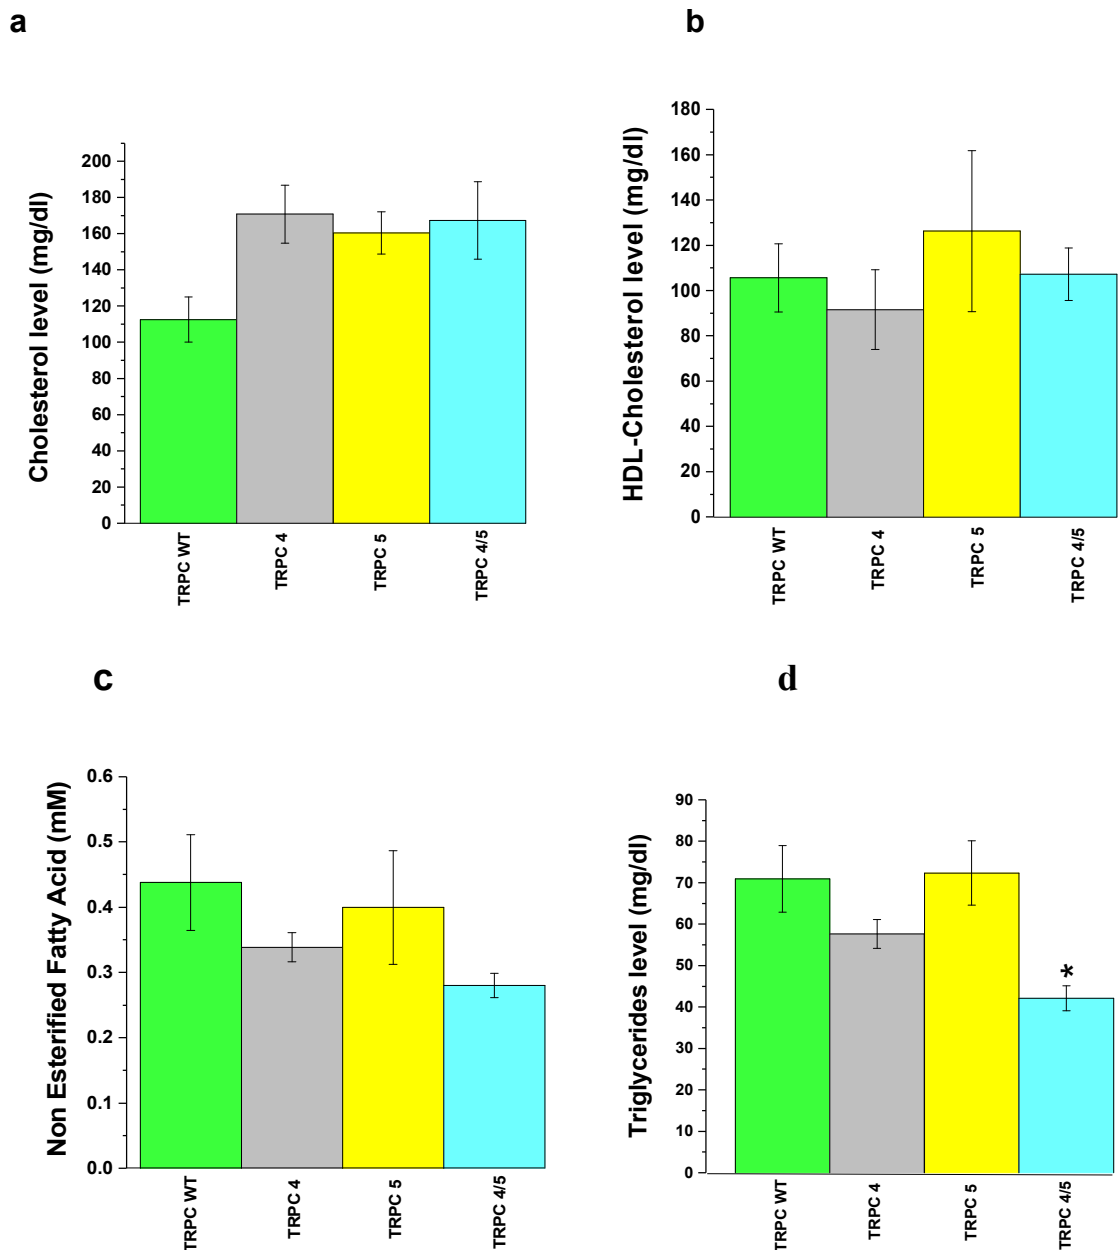 a
Cholesterol level (mg/dl)
200
180
160
140
120
100
80
60
40
20
0
TRPC WT
TRPC 4
TRPC 5
TRPC 4/5
b
HDL-Cholesterol level (mg/dl)
180
160
140
120
100
80
60
40
20
0
TRPC WT
TRPC 4
TRPC 5
TRPC 4/5
c
Non Esterified Fatty Acid (mM)
0.6
0.5
0.4
0.3
0.2
0.1
0.0
TRPC WT
TRPC 4
TRPC 5
TRPC 4/5
d
Triglycerides level (mg/dl)
90
80
70
60
50
40
30
20
10
0
*
TRPC WT
TRPC 4
TRPC 5
TRPC 4/5